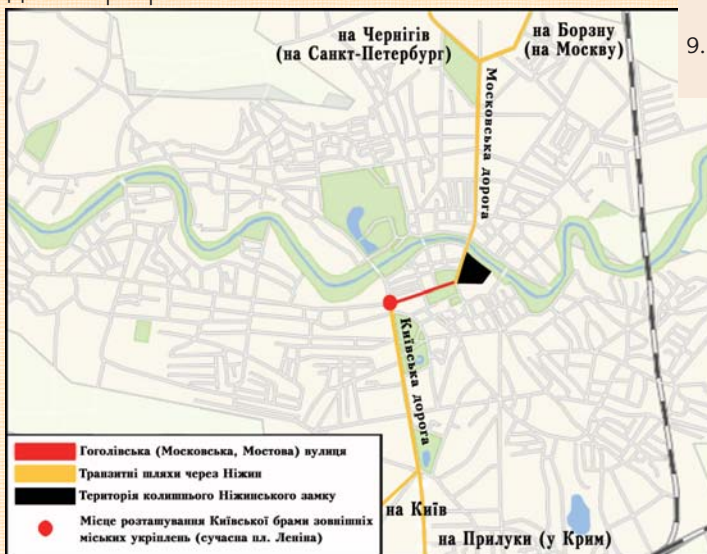 на Чернігів
(на Санкт-Петербург)
на Борзну
(на Москву)
9.
Московська дорога
Київська дорога
на Київ
на Прилуки (у Крим)
Гоголівська (Московська, Мостова) вулиця
Транзитні шляхи через Ніжин
Територія колишнього Ніжинського замку
Місце розташування Київської брами зовнішніх
міських укріплень (сучасна пл. Леніна)